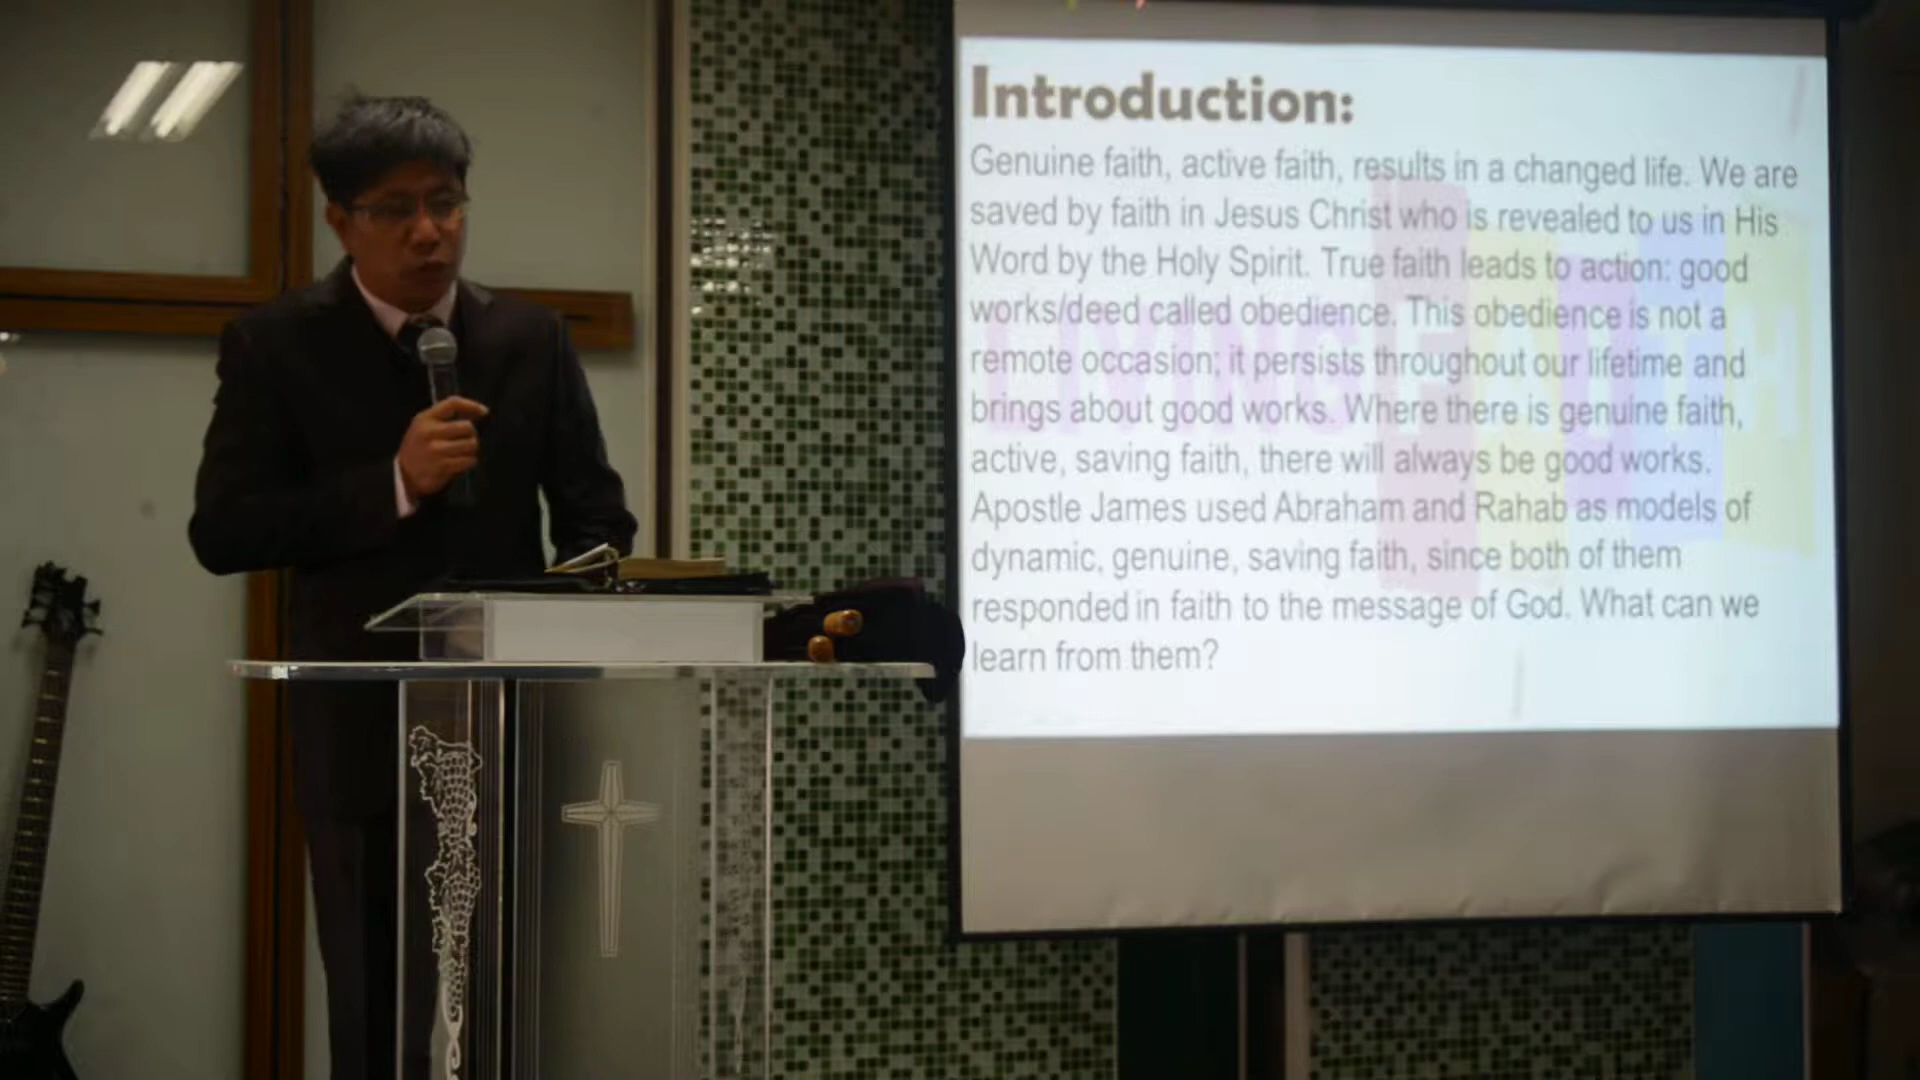 Introduction:
Genuine faith, active faith, results in a changed life. We are
saved by faith in Jesus Christ who is revealed to us in His
Word by the Holy Spirit. True faith leads to action: good
works/deed called obedience. This obedience is not a
remote occasion; it persists throughout our lifetime and
brings about good works. Where there is genuine faith,
active, saving faith, there will always be good works.
Apostle James used Abraham and Rahab as models of
dynamic, genuine, saving faith, since both of them
responded in faith to the message of God. What can we
learn from them?
LIVING FAITH